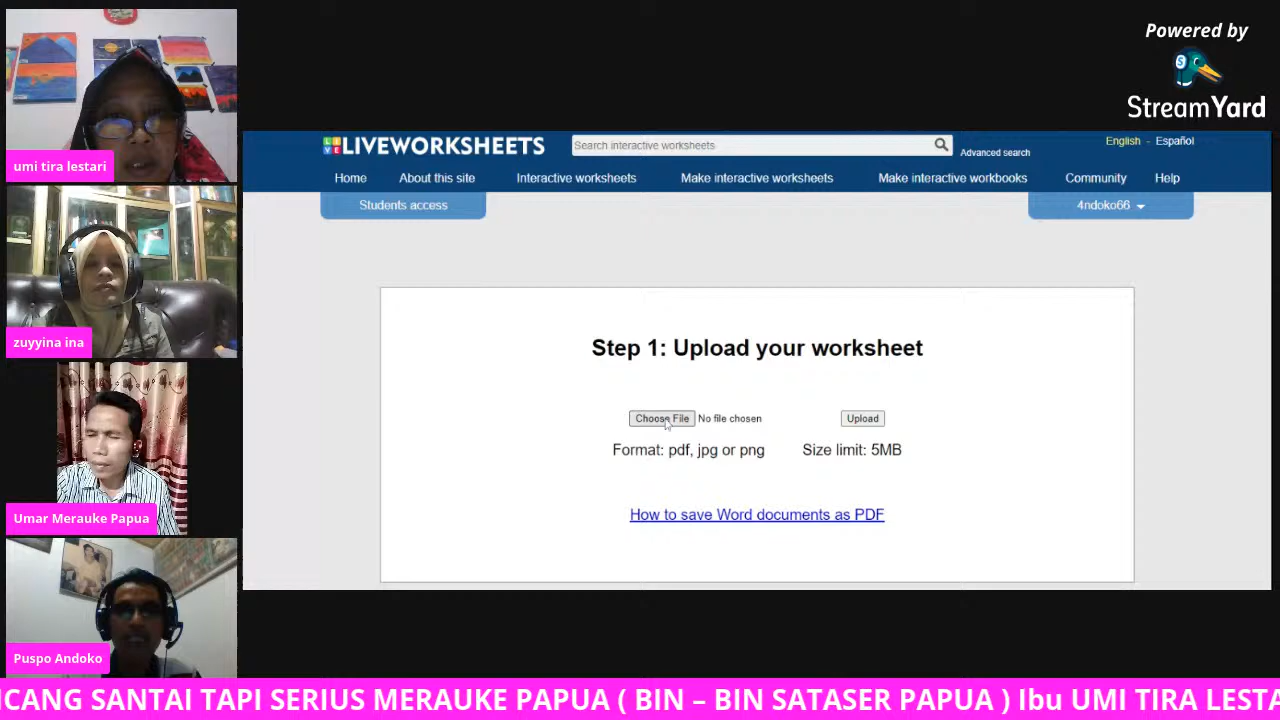 umi tira lestari
zuyyina ina
Umar Merauke Papua
Puspo Andoko
Powered by
StreamYard
LIVEWORKSHEETS
Search interactive worksheets
Advanced search
English - Español
Home About this site Interactive worksheets Make interactive worksheets Make interactive workbooks Community Help
Students access
4ndoko66
Step 1: Upload your worksheet
Choose File No file chosen Upload
Format: pdf, jpg or png Size limit: 5MB
How to save Word documents as PDF
NCANG SANTAI TAPI SERIUS MERAUKE PAPUA ( BIN – BIN SATASER PAPUA ) Ibu UMI TIRA LESTA